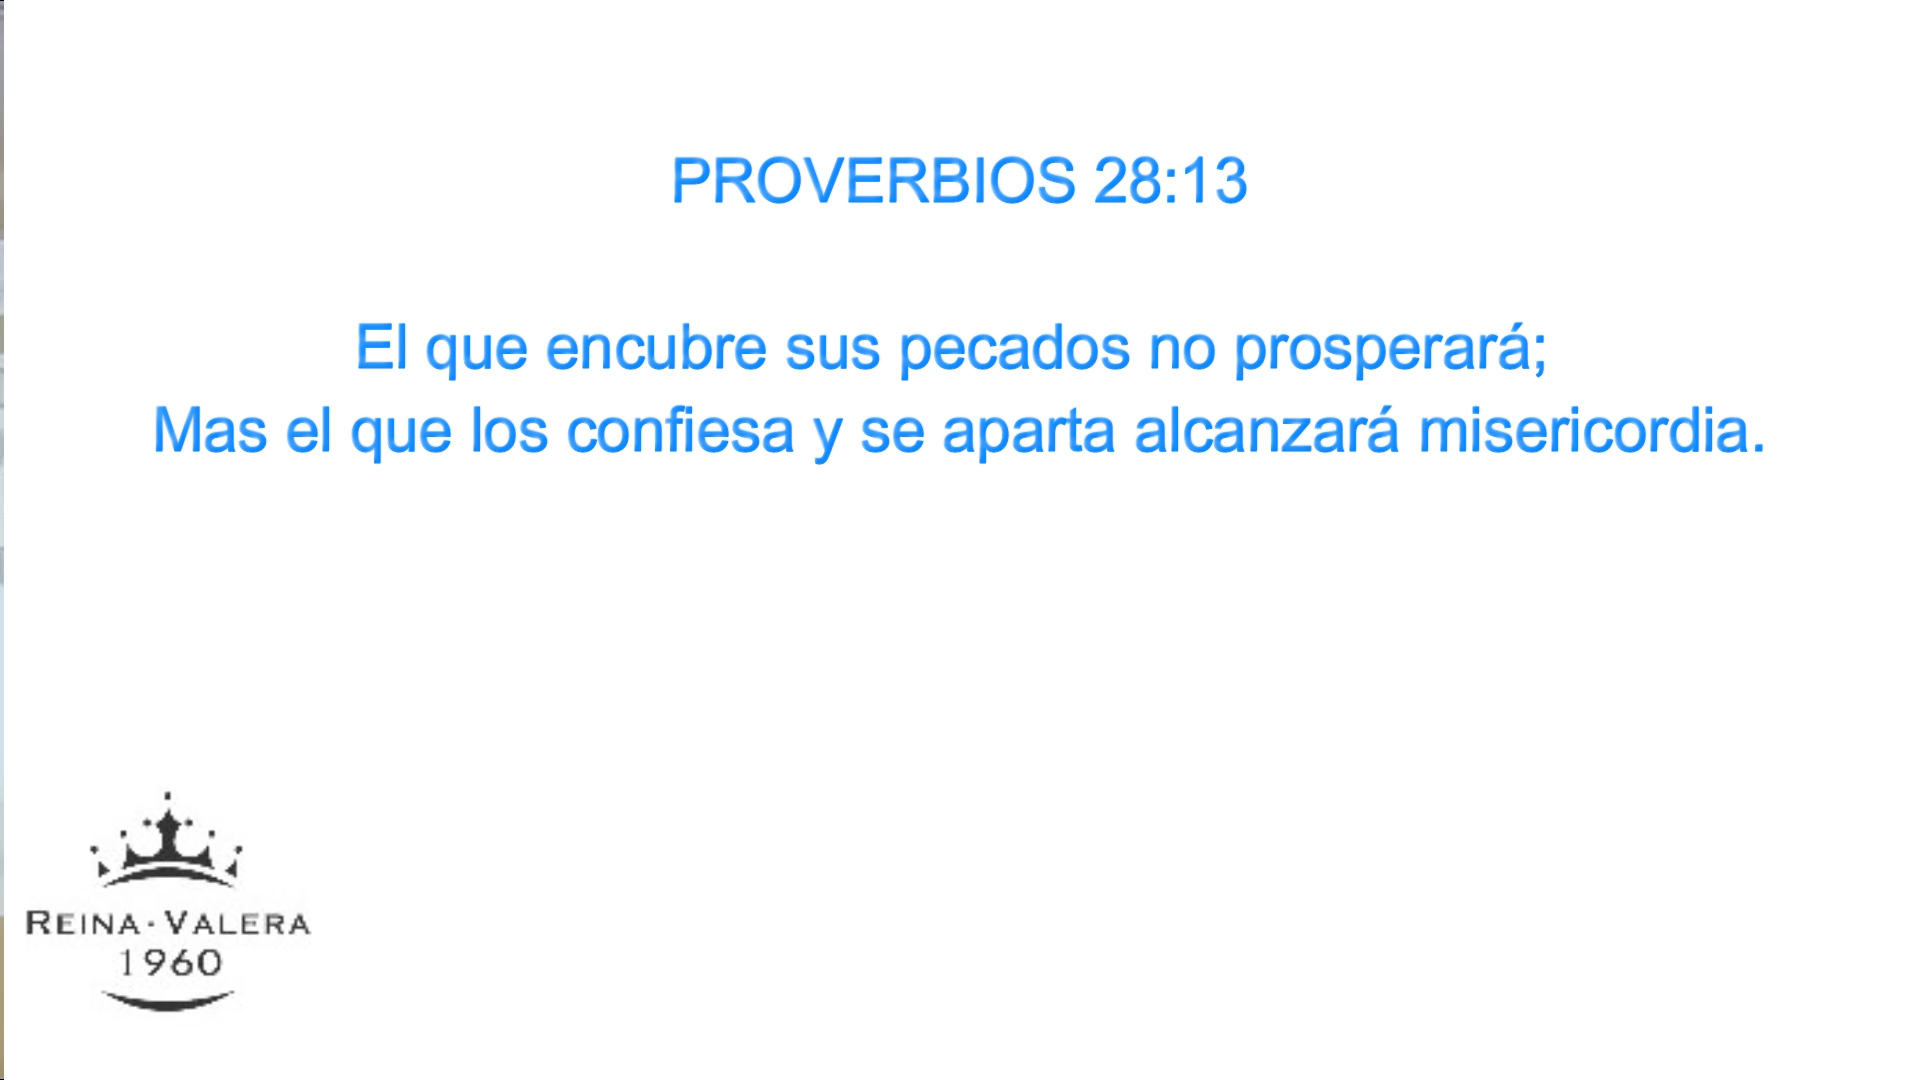 PROVERBIOS 28:13
El que encubre sus pecados no prosperará;
Mas el que los confiesa y se aparta alcanzará misericordia.
REINA·VALERA
1960